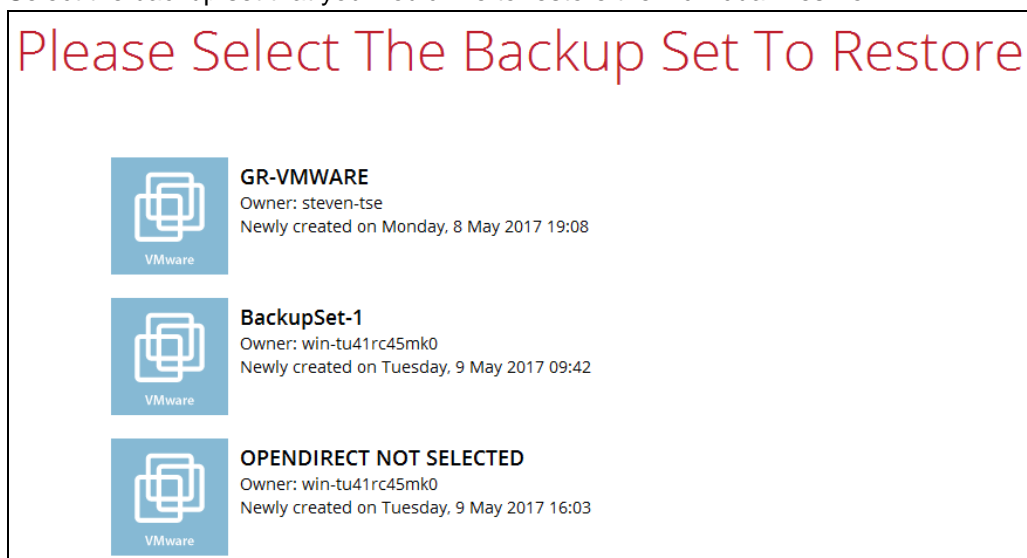 Please Select The Backup Set To Restore
GR-VMWARE
Owner: steven-tse
Newly created on Monday, 8 May 2017 19:08
VMware
BackupSet-1
Owner: win-tu41rc45mk0
Newly created on Tuesday, 9 May 2017 09:42
VMware
OPENDIRECT NOT SELECTED
Owner: win-tu41rc45mk0
Newly created on Tuesday, 9 May 2017 16:03
VMware